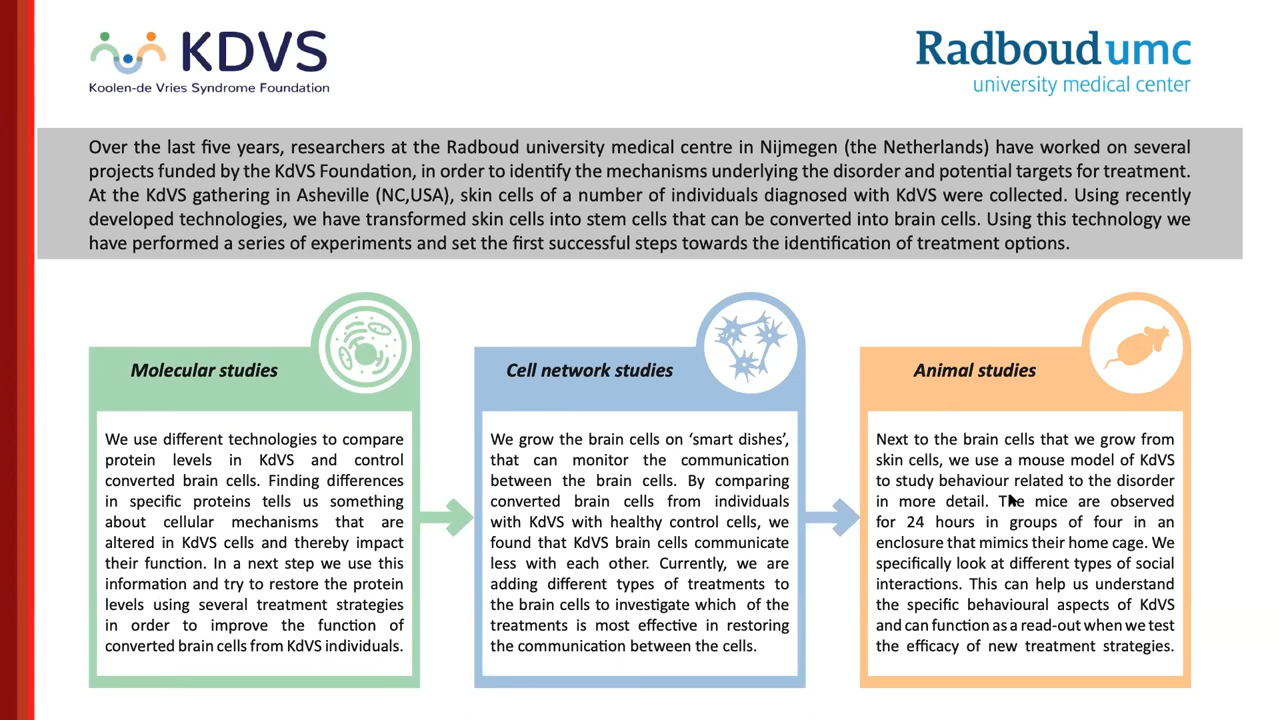 KDVS
Koolen-de Vries Syndrome Foundation
Radboudumc
university medical center
Over the last five years, researchers at the Radboud university medical centre in Nijmegen (the Netherlands) have worked on several
projects funded by the KdVS Foundation, in order to identify the mechanisms underlying the disorder and potential targets for treatment.
At the KdVS gathering in Asheville (NC,USA), skin cells of a number of individuals diagnosed with KdVS were collected. Using recently
developed technologies, we have transformed skin cells into stem cells that can be converted into brain cells. Using this technology we
have performed a series of experiments and set the first successful steps towards the identification of treatment options.
Molecular studies
We use different technologies to compare
protein levels in KdVS and control
converted brain cells. Finding differences
in specific proteins tells us something
about cellular mechanisms that are
altered in KdVS cells and thereby impact
their function. In a next step we use this
information and try to restore the protein
levels using several treatment strategies
in order to improve the function of
converted brain cells from KdVS individuals.
Cell network studies
We grow the brain cells on ‘smart dishes’,
that can monitor the communication
between the brain cells. By comparing
converted brain cells from individuals
with KdVS with healthy control cells, we
found that KdVS brain cells communicate
less with each other. Currently, we are
adding different types of treatments to
the brain cells to investigate which of the
treatments is most effective in restoring
the communication between the cells.
Animal studies
Next to the brain cells that we grow from
skin cells, we use a mouse model of KdVS
to study behaviour related to the disorder
in more detail. The mice are observed
for 24 hours in groups of four in an
enclosure that mimics their home cage. We
specifically look at different types of social
interactions. This can help us understand
the specific behavioural aspects of KdVS
and can function as a read-out when we test
the efficacy of new treatment strategies.